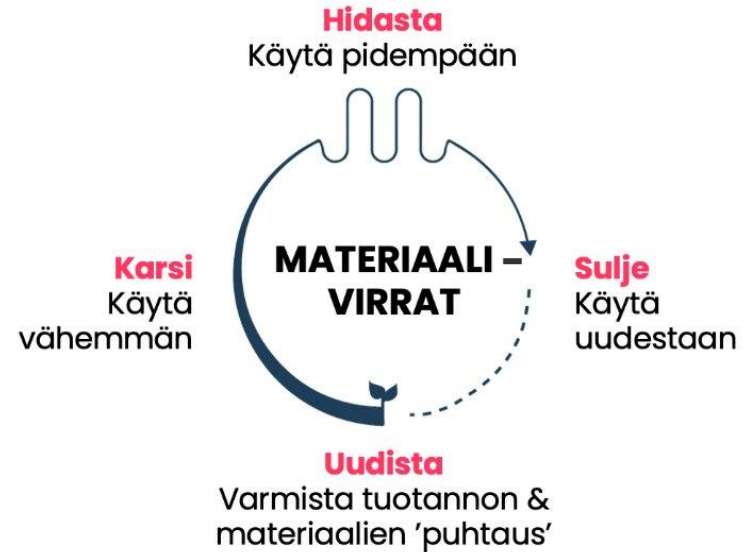 Hidasta
Käytä pidempään
Karsi
Käytä
vähemmän
MATERIAALI –
VIRRAT
Sulje
Käytä
uudestaan
Uudista
Varmista tuotannon &
materiaalien ’puhtaus’